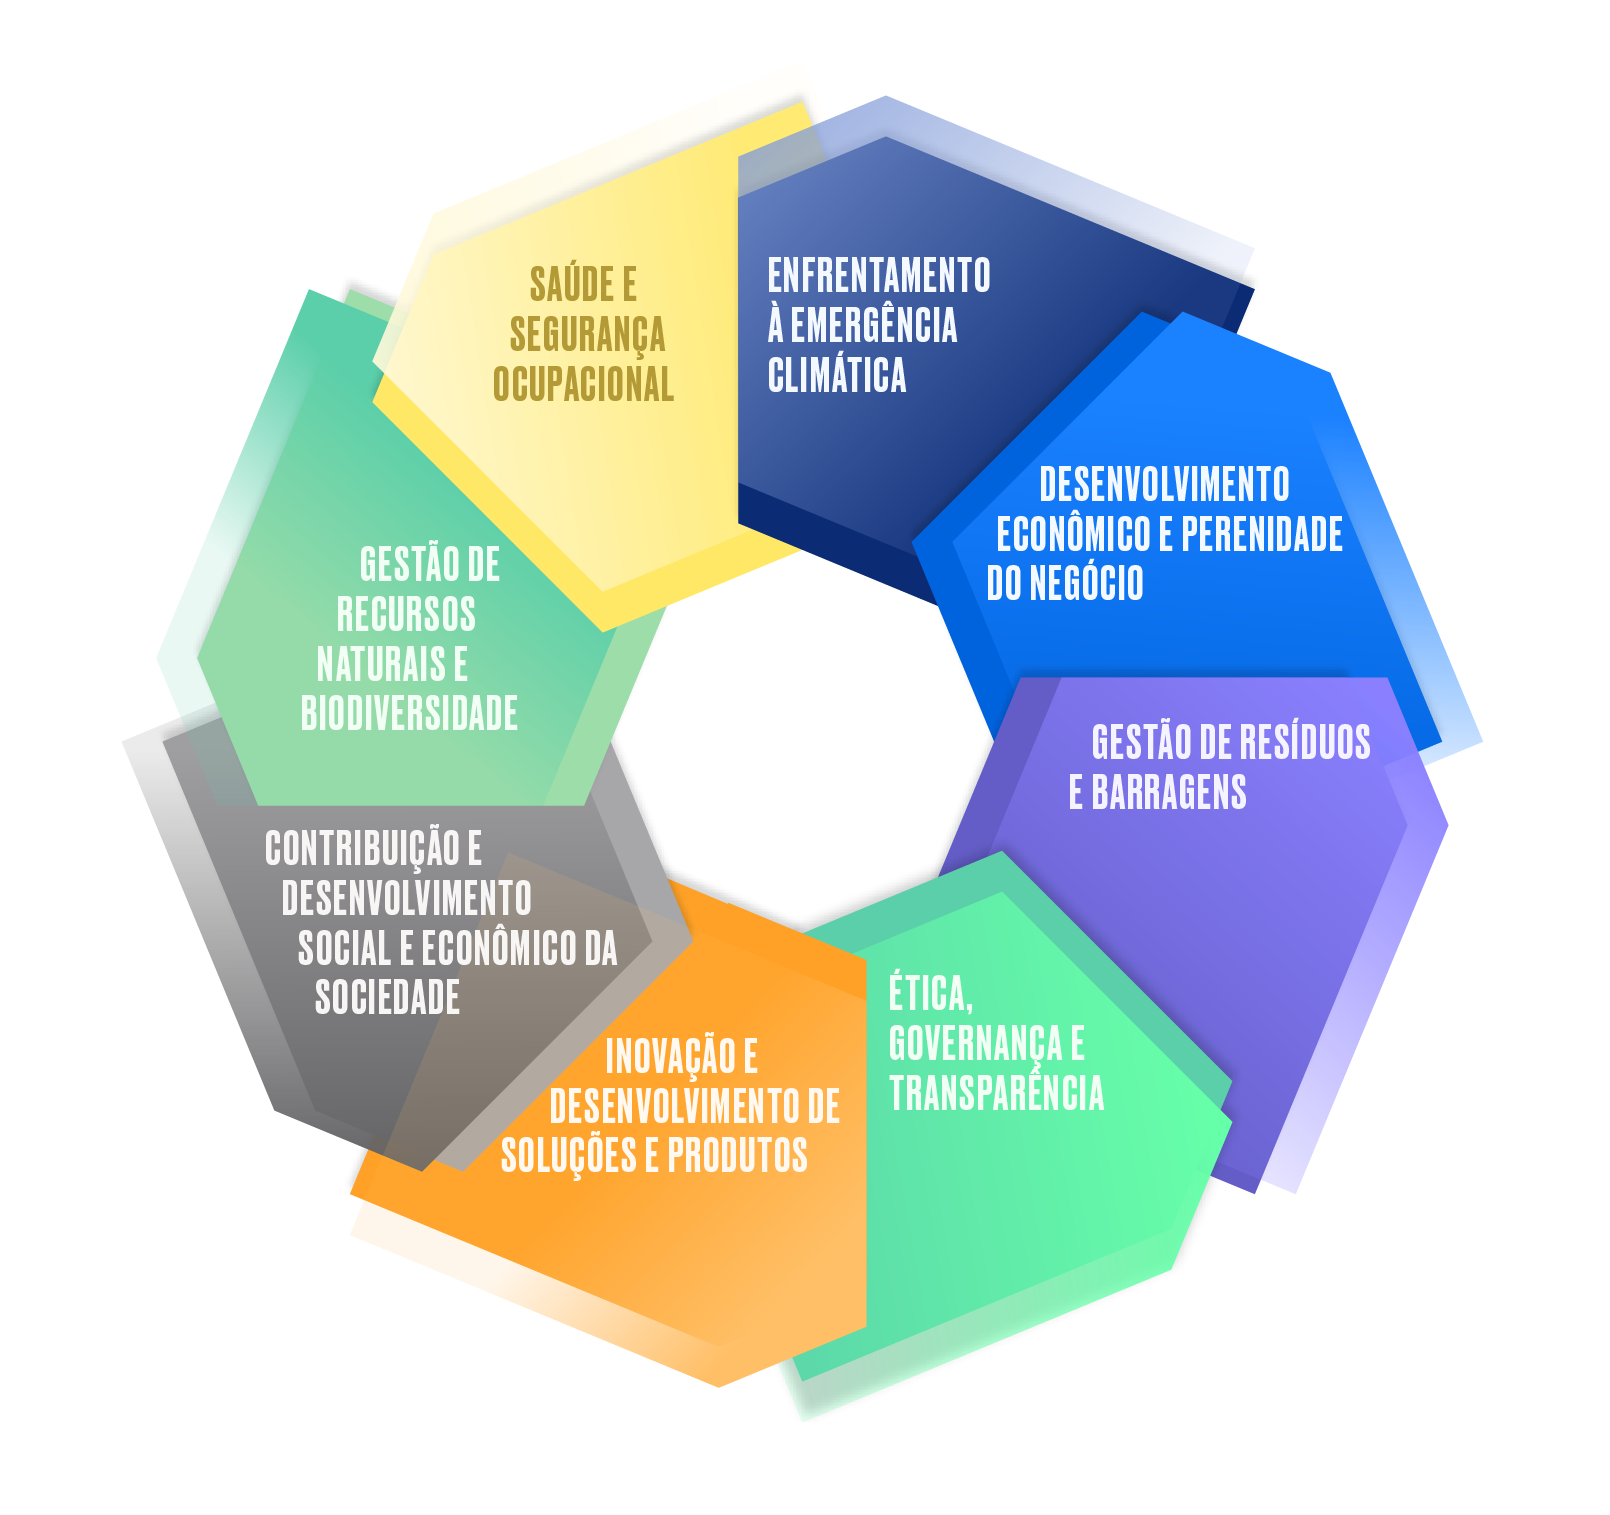 SAÚDE E
SEGURANÇA
OCUPACIONAL
ENFRENTAMENTO
À EMERGÊNCIA
CLIMÁTICA
DESENVOLVIMENTO
ECONÔMICO E PERENIDADE
DO NEGÓCIO
GESTÃO DE RESÍDUOS
E BARRAGENS
ÉTICA,
GOVERNANÇA E
TRANSPARÊNCIA
INOVAÇÃO E
DESENVOLVIMENTO DE
SOLUÇÕES E PRODUTOS
CONTRIBUIÇÃO E
DESENVOLVIMENTO
SOCIAL E ECONÔMICO DA
SOCIEDADE
GESTÃO DE
RECURSOS
NATURAIS E
BIODIVERSIDADE